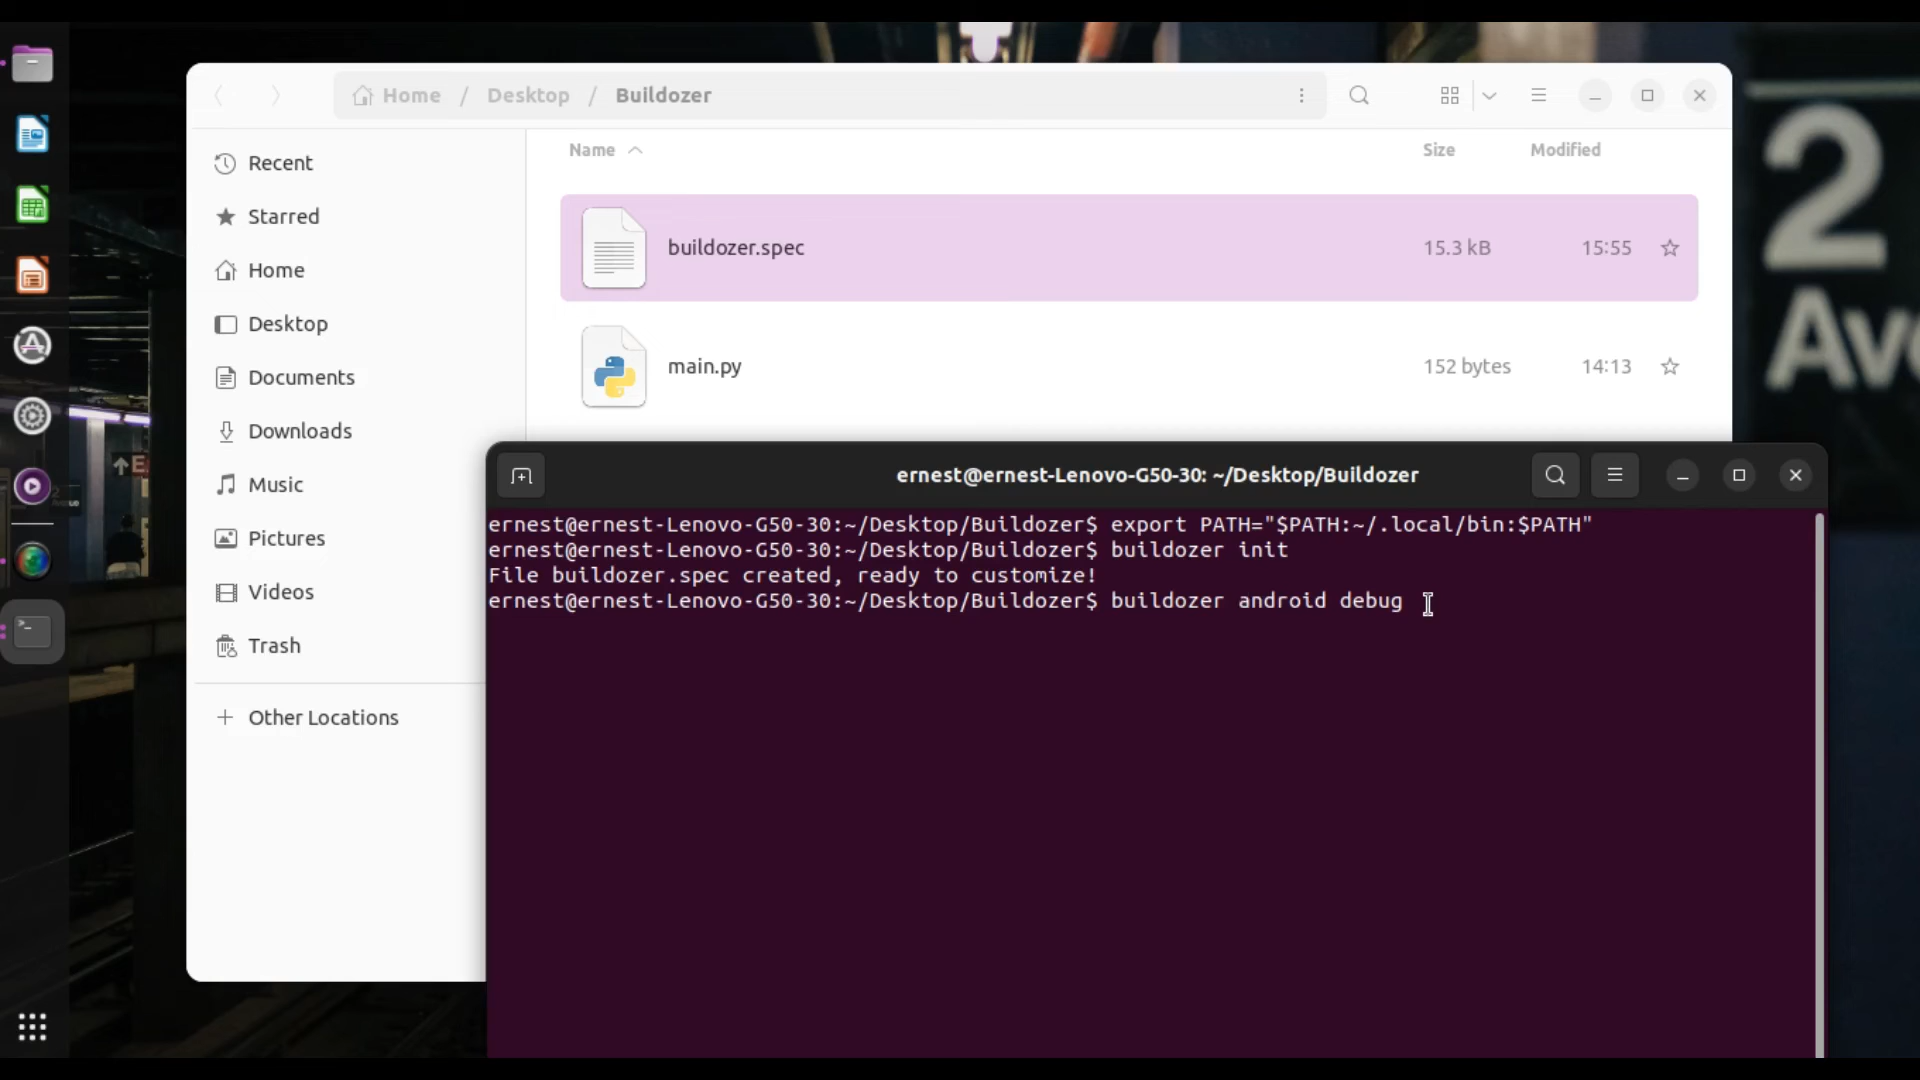 Home / Desktop / Buildozer
Name Size Modified
Recent
Starred
Home
Desktop
Documents
Downloads
Music
Pictures
Videos
Trash
Other Locations
buildozer.spec 15.3 kB 15:55
main.py 152 bytes 14:13
ernest@ernest-Lenovo-G50-30: ~/Desktop/Buildozer
ernest@ernest-Lenovo-G50-30:~/Desktop/Buildozer$ export PATH="$PATH:~/.local/bin:$PATH"
ernest@ernest-Lenovo-G50-30:~/Desktop/Buildozer$ buildozer init
File buildozer.spec created, ready to customize!
ernest@ernest-Lenovo-G50-30:~/Desktop/Buildozer$ buildozer android debug
2
Ave